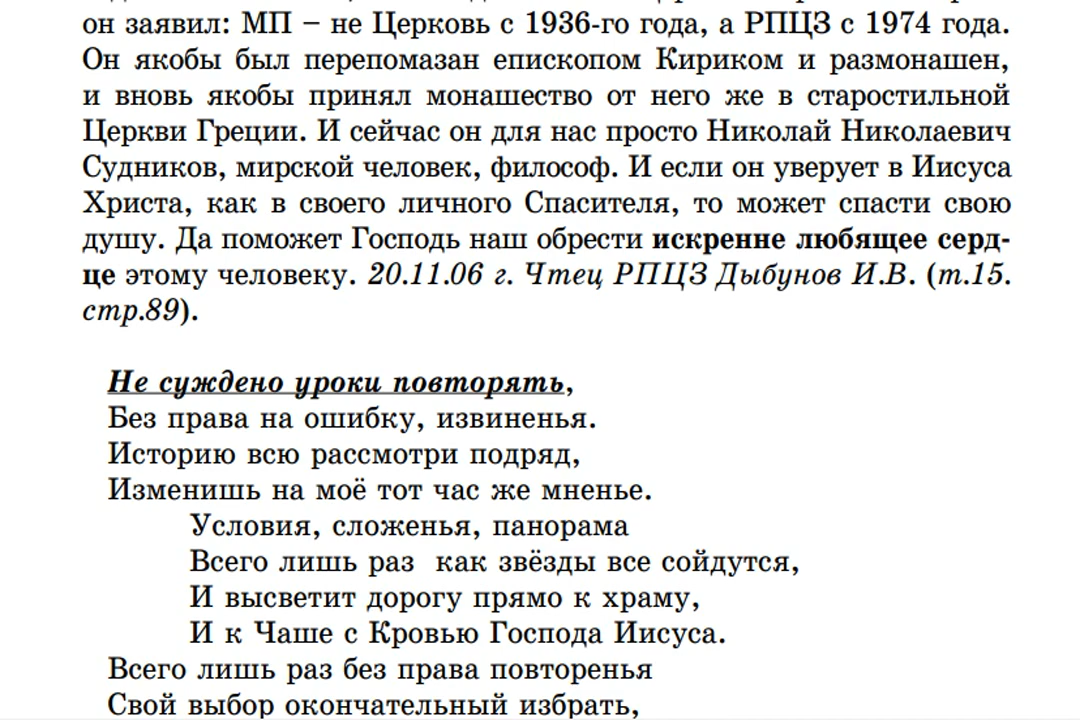 он заявил: МП – не Церковь с 1936-го года, а РПЦЗ с 1974 года.
Он якобы был перепомазан епископом Кириком и размонашен,
и вновь якобы принял монашество от него же в старостильной
Церкви Греции. И сейчас он для нас просто Николай Николаевич
Судников, мирской человек, философ. И если он уверует в Иисуса
Христа, как в своего личного Спасителя, то может спасти свою
душу. Да поможет Господь наш обрести искренне любящее серд-
це этому человеку. 20.11.06 г. Чтец РПЦЗ Дыбунов И.В. (т.15.
стр.89).
Не суждено уроки повторять,
Без права на ошибку, извиненья.
Историю всю рассмотри подряд,
Изменишь на моё тот час же мненье.
Условия, сложенья, панорама
Всего лишь раз  как звёзды все сойдутся,
И высветит дорогу прямо к храму,
И к Чаше с Кровью Господа Иисуса.
Всего лишь раз без права повторенья
Свой выбор окончательный избрать,